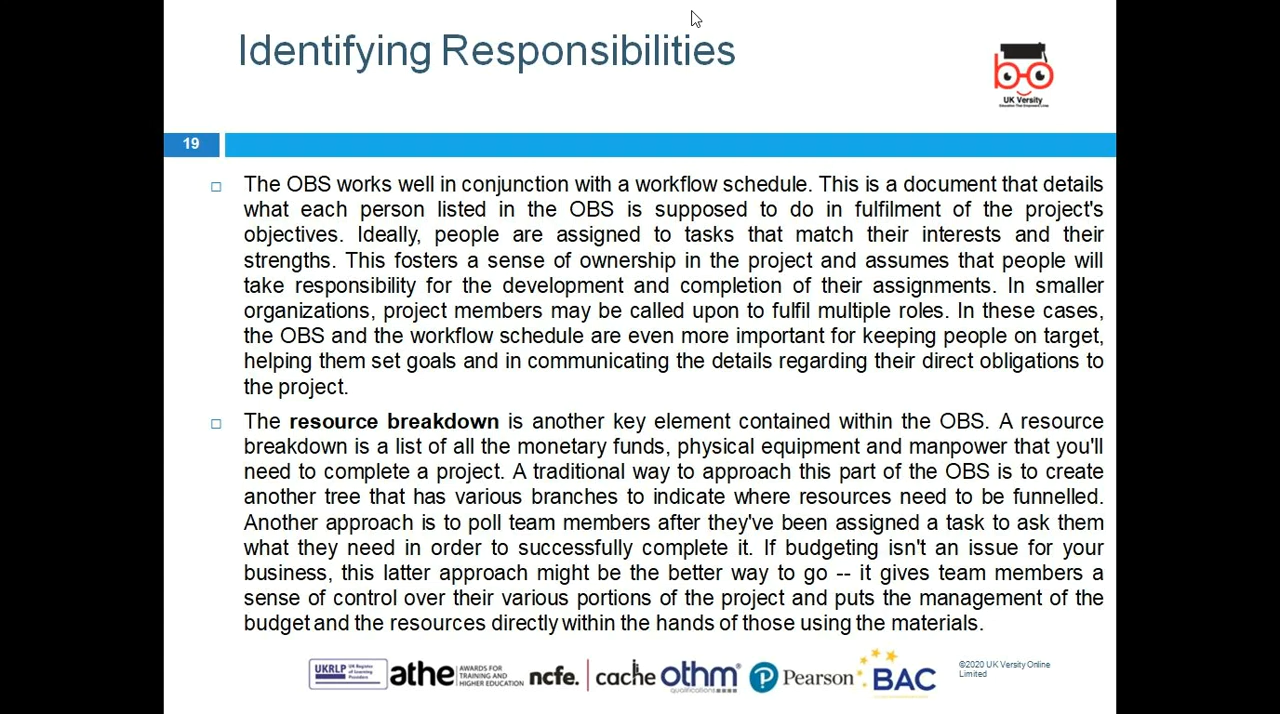 Identifying Responsibilities
UK Versity
19
The OBS works well in conjunction with a workflow schedule. This is a document that details
what each person listed in the OBS is supposed to do in fulfilment of the project's
objectives. Ideally, people are assigned to tasks that match their interests and their
strengths. This fosters a sense of ownership in the project and assumes that people will
take responsibility for the development and completion of their assignments. In smaller
organizations, project members may be called upon to fulfil multiple roles. In these cases,
the OBS and the workflow schedule are even more important for keeping people on target,
helping them set goals and in communicating the details regarding their direct obligations to
the project.
The resource breakdown is another key element contained within the OBS. A resource
breakdown is a list of all the monetary funds, physical equipment and manpower that you'll
need to complete a project. A traditional way to approach this part of the OBS is to create
another tree that has various branches to indicate where resources need to be funnelled.
Another approach is to poll team members after they've been assigned a task to ask them
what they need in order to successfully complete it. If budgeting isn't an issue for your
business, this latter approach might be the better way to go -- it gives team members a
sense of control over their various portions of the project and puts the management of the
budget and the resources directly within the hands of those using the materials.
UKRLP UK Register of Learning Providers
athe AWARDS FOR TRAINING AND HIGHER EDUCATION
ncfe. cache
othm qualifications
Pearson
BAC
©2020 UK Versity Online
Limited